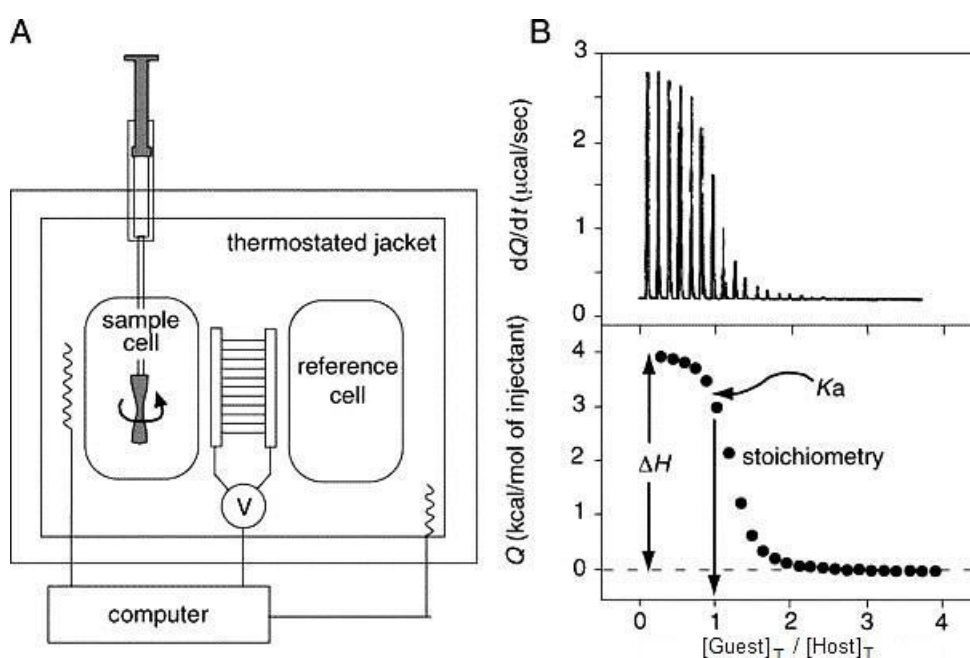 A
thermostated jacket
sample
cell
reference
cell
V
computer
B
dQ/dt (μcal/sec)
3
2
1
0
Q (kcal/mol of injectant)
4
3
2
1
0
ΔH
Ka
stoichiometry
0 1 2 3 4
[Guest]T / [Host]T